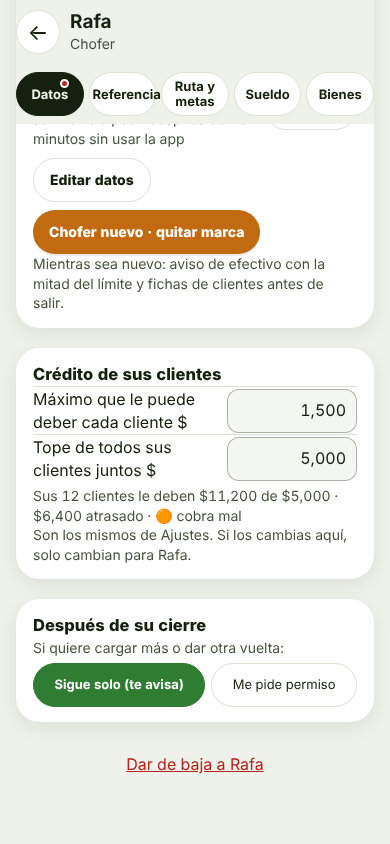 Rafa
Chofer
Datos
Referencia
Ruta y
metas
Sueldo
Bienes
minutos sin usar la app
Editar datos
Chofer nuevo · quitar marca
Mientras sea nuevo: aviso de efectivo con la
mitad del límite y fichas de clientes antes de
salir.
Crédito de sus clientes
Máximo que le puede
deber cada cliente $
1,500
Tope de todos sus
clientes juntos $
5,000
Sus 12 clientes le deben $11,200 de $5,000 ·
$6,400 atrasado · 🟠 cobra mal
Son los mismos de Ajustes. Si los cambias aquí,
solo cambian para Rafa.
Después de su cierre
Si quiere cargar más o dar otra vuelta:
Sigue solo (te avisa)
Me pide permiso
Dar de baja a Rafa